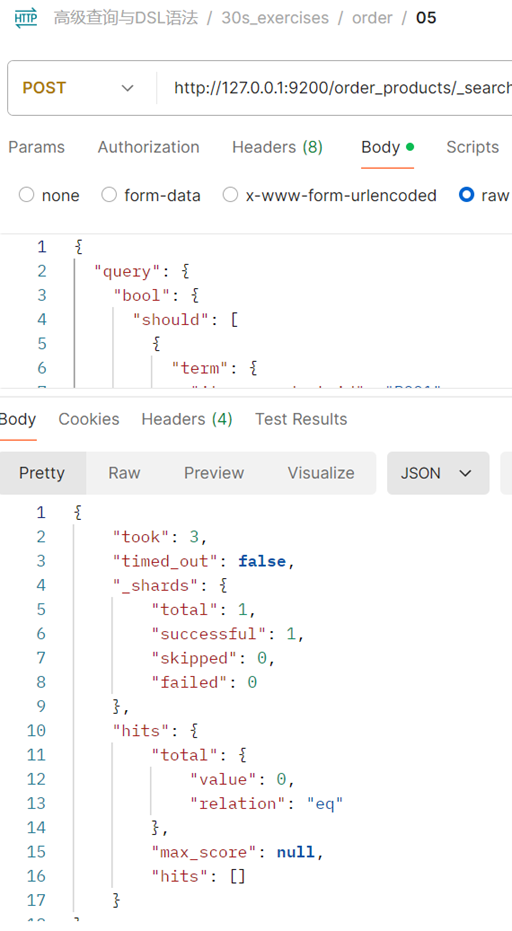 HTTP 高级查询与DSL语法 / 30s_exercises / order / 05
POST http://127.0.0.1:9200/order_products/_search
Params Authorization Headers (8) Body Scripts
none form-data x-www-form-urlencoded raw
1 {
2 "query": {
3 "bool": {
4 "should": [
5 {
6 "term": {
Body Cookies Headers (4) Test Results
Pretty Raw Preview Visualize JSON
1 {
2 "took": 3,
3 "timed_out": false,
4 "_shards": {
5 "total": 1,
6 "successful": 1,
7 "skipped": 0,
8 "failed": 0
9 },
10 "hits": {
11 "total": {
12 "value": 0,
13 "relation": "eq"
14 },
15 "max_score": null,
16 "hits": []
17 }